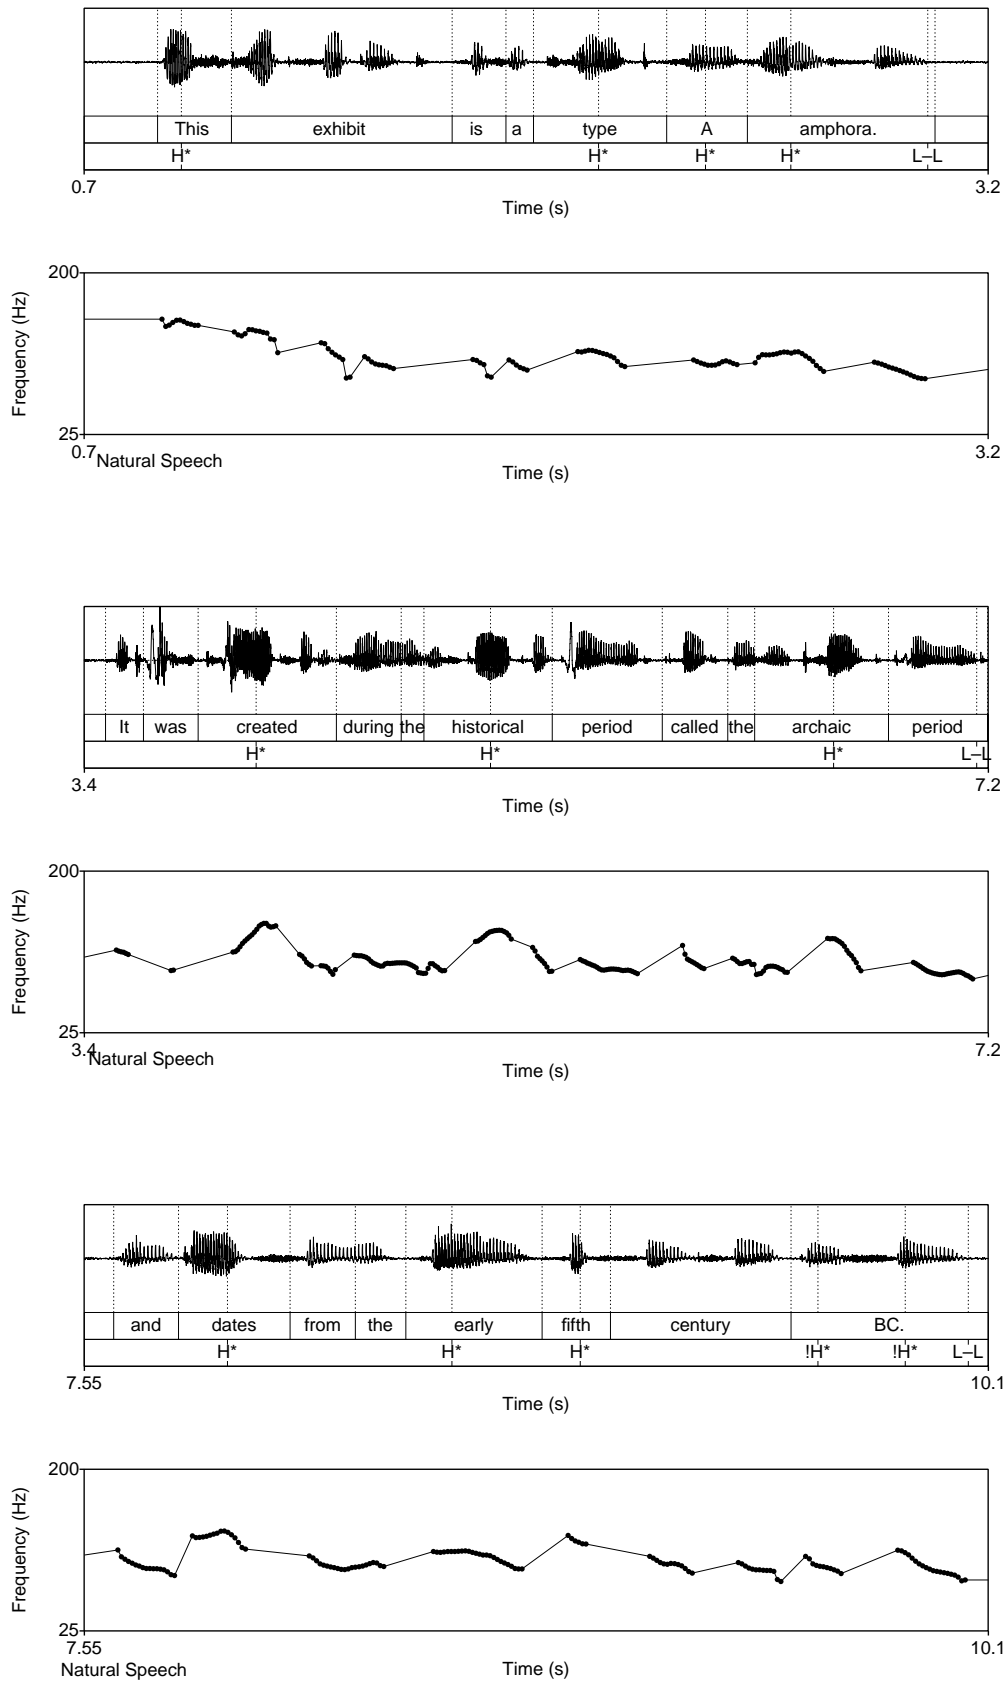 This exhibit is a type A amphora.
H* H* H* H* L–L
0.7 3.2
Time (s)
200
Frequency (Hz)
25
0.7 3.2
Natural Speech
Time (s)
It was created during the historical period called the archaic period
H* H* H* L–L
3.4 7.2
Time (s)
200
Frequency (Hz)
25
3.4 7.2
Natural Speech
Time (s)
and dates from the early fifth century BC.
H* H* H* !H* !H* L–L
7.55 10.1
Time (s)
200
Frequency (Hz)
25
7.55 10.1
Natural Speech
Time (s)